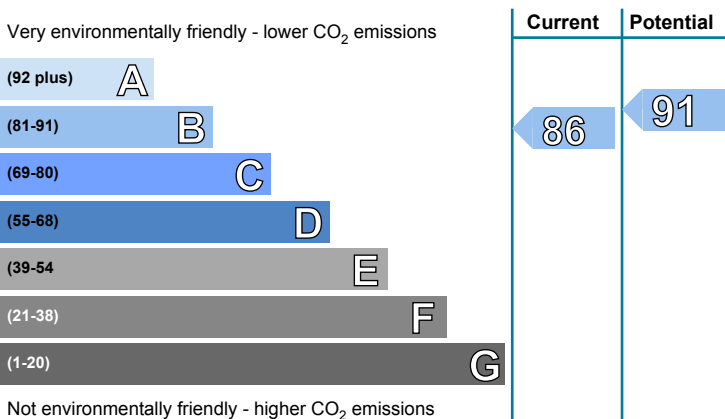 Current Potential
Very environmentally friendly - lower CO2 emissions
(92 plus) A
(81-91) B
86 91
(69-80) C
(55-68) D
(39-54 E
(21-38) F
(1-20) G
Not environmentally friendly - higher CO2 emissions